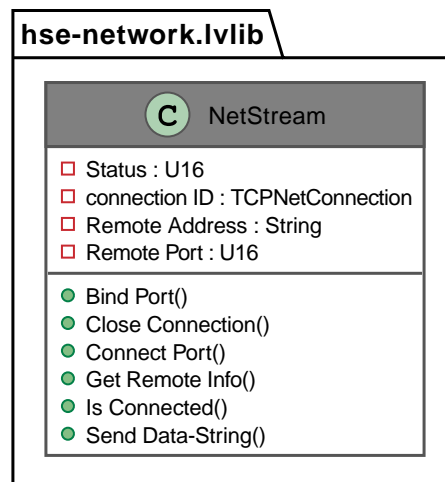 hse-network.lvlib
C NetStream
Status : U16
connection ID : TCPNetConnection
Remote Address : String
Remote Port : U16
Bind Port()
Close Connection()
Connect Port()
Get Remote Info()
Is Connected()
Send Data-String()